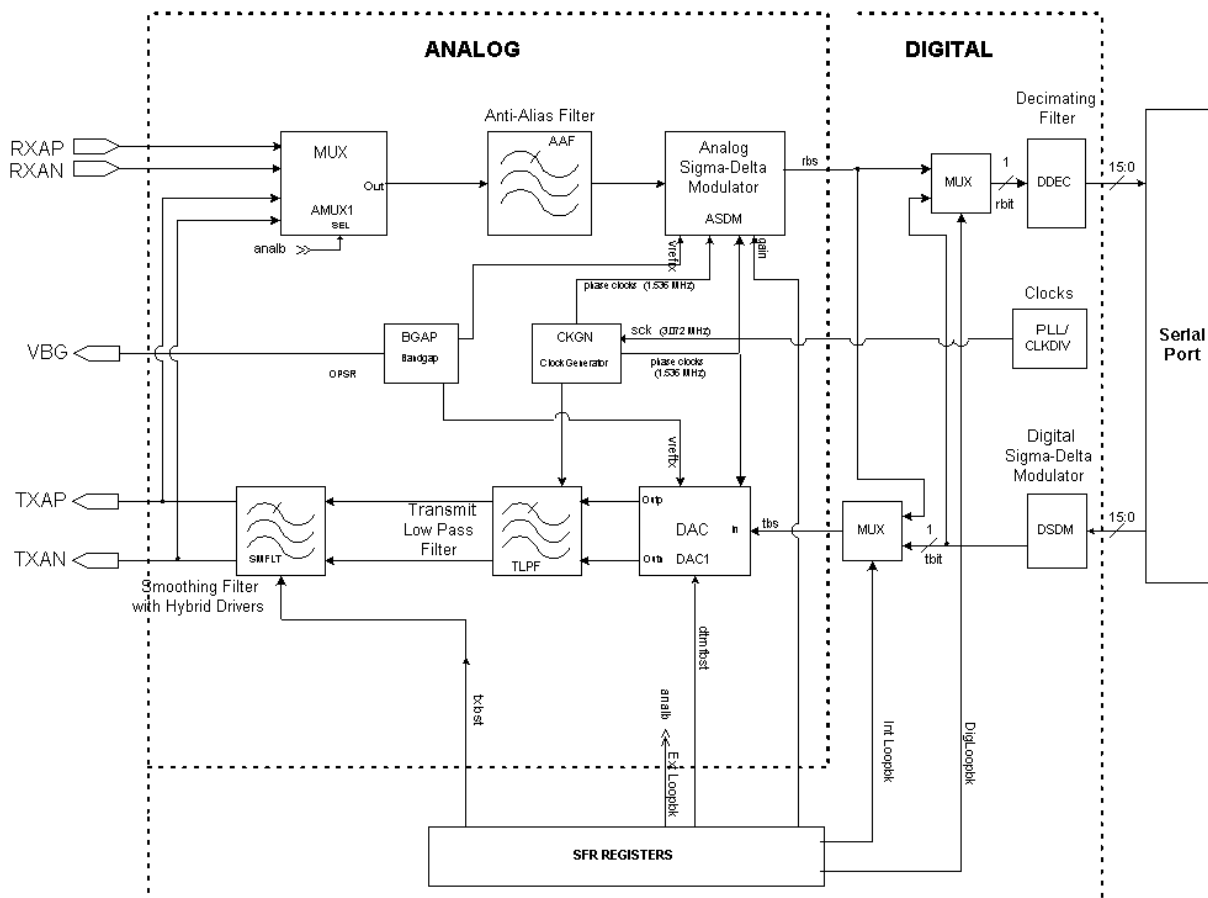 ANALOG
DIGITAL
Anti-Alias Filter
Decimating
Filter
RXAP
RXAN
MUX
Out
AMUX1
SEL
analb
AAF
Analog
Sigma-Delta
Modulator
ASDM
rbs
MUX
1
rbit
DDEC
15:0
vreftx
gain
phase clocks (1.536 MHz)
Clocks
VBG
BGAP
Bandgap
OPSR
CKGN
Clock Generator
sck (3.072 MHz)
phase clocks
(1.536 MHz)
PLL/
CLKDIV
Serial
Port
vreftx
Digital
Sigma-Delta
Modulator
TXAP
TXAN
SMFLT
Smoothing Filter
with Hybrid Drivers
Transmit
Low Pass
Filter
TLPF
Outp
Outn
DAC
DAC1
In
tbs
MUX
1
tbit
DSDM
15:0
txbst
analb
Ext Loopbk
dtmfbst
Int Loopbk
DigLoopbk
SFR REGISTERS